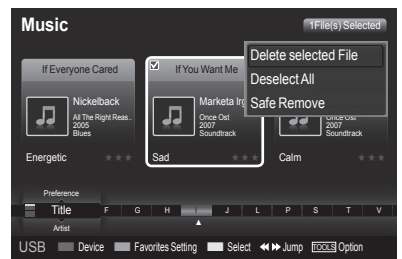 Music
1File(s) Selected
Delete selected File
Deselect All
Safe Remove
If Everyone Cared
If You Want Me
Nickelback
All The Right Reas..
2005
Blues
Marketa Irg
Once Ost
2007
Soundtrack
Once Ost
2007
Soundtrack
Energetic
Sad
Calm
Preference
Title F G H I J L P S T V
Artist
USB Device Favorites Setting Select Jump TOOLS Option